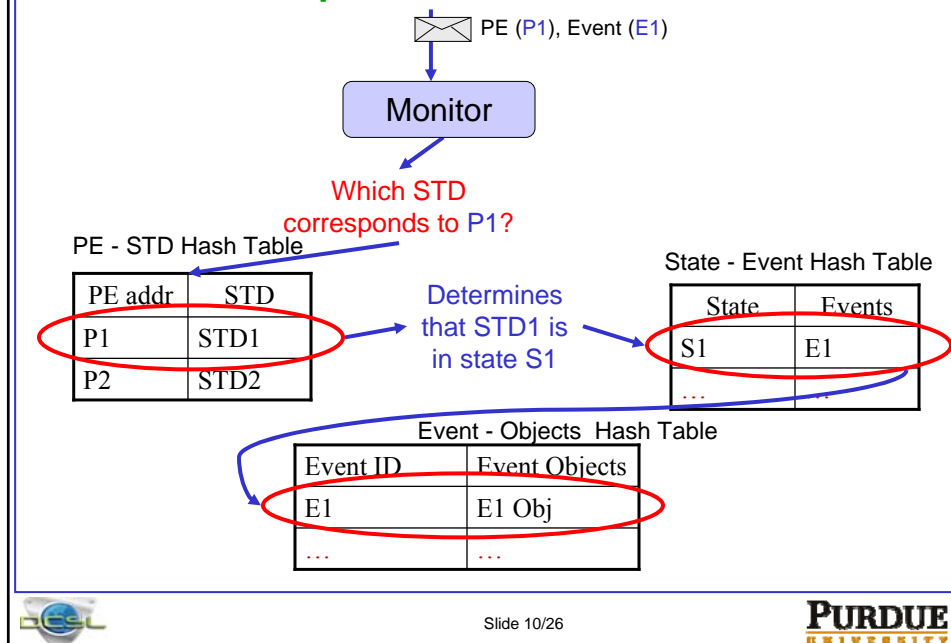 PE (P1), Event (E1)
Monitor
Which STD
corresponds to P1?
PE - STD Hash Table
PE addr STD
P1 STD1
P2 STD2
Determines
that STD1 is
in state S1
State - Event Hash Table
State Events
S1 E1
... ...
Event - Objects Hash Table
Event ID Event Objects
E1 E1 Obj
... ...
DCSL
Slide 10/26
PURDUE
UNIVERSITY